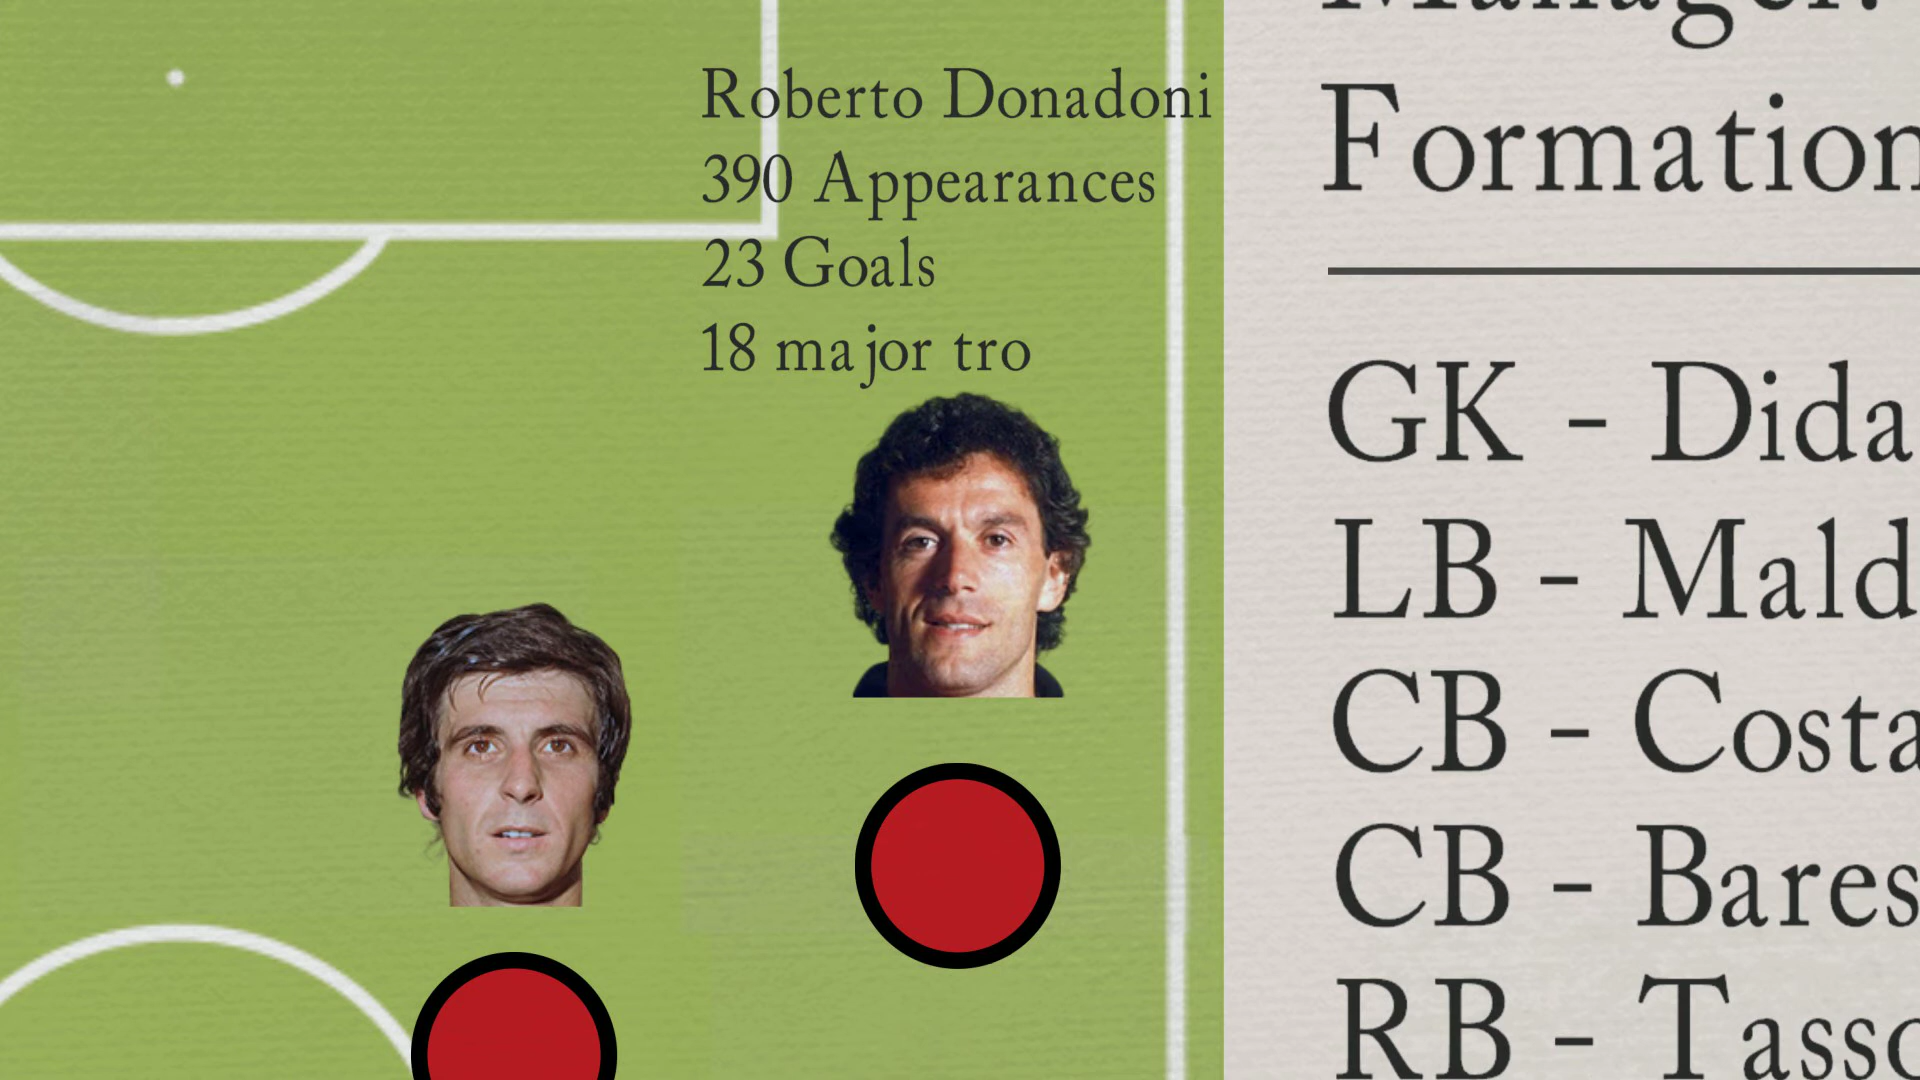 Roberto Donadoni
390 Appearances
23 Goals
18 major tro
Manager:
Formation
GK - Dida
LB - Mald
CB - Costa
CB - Bares
RB - Tasso